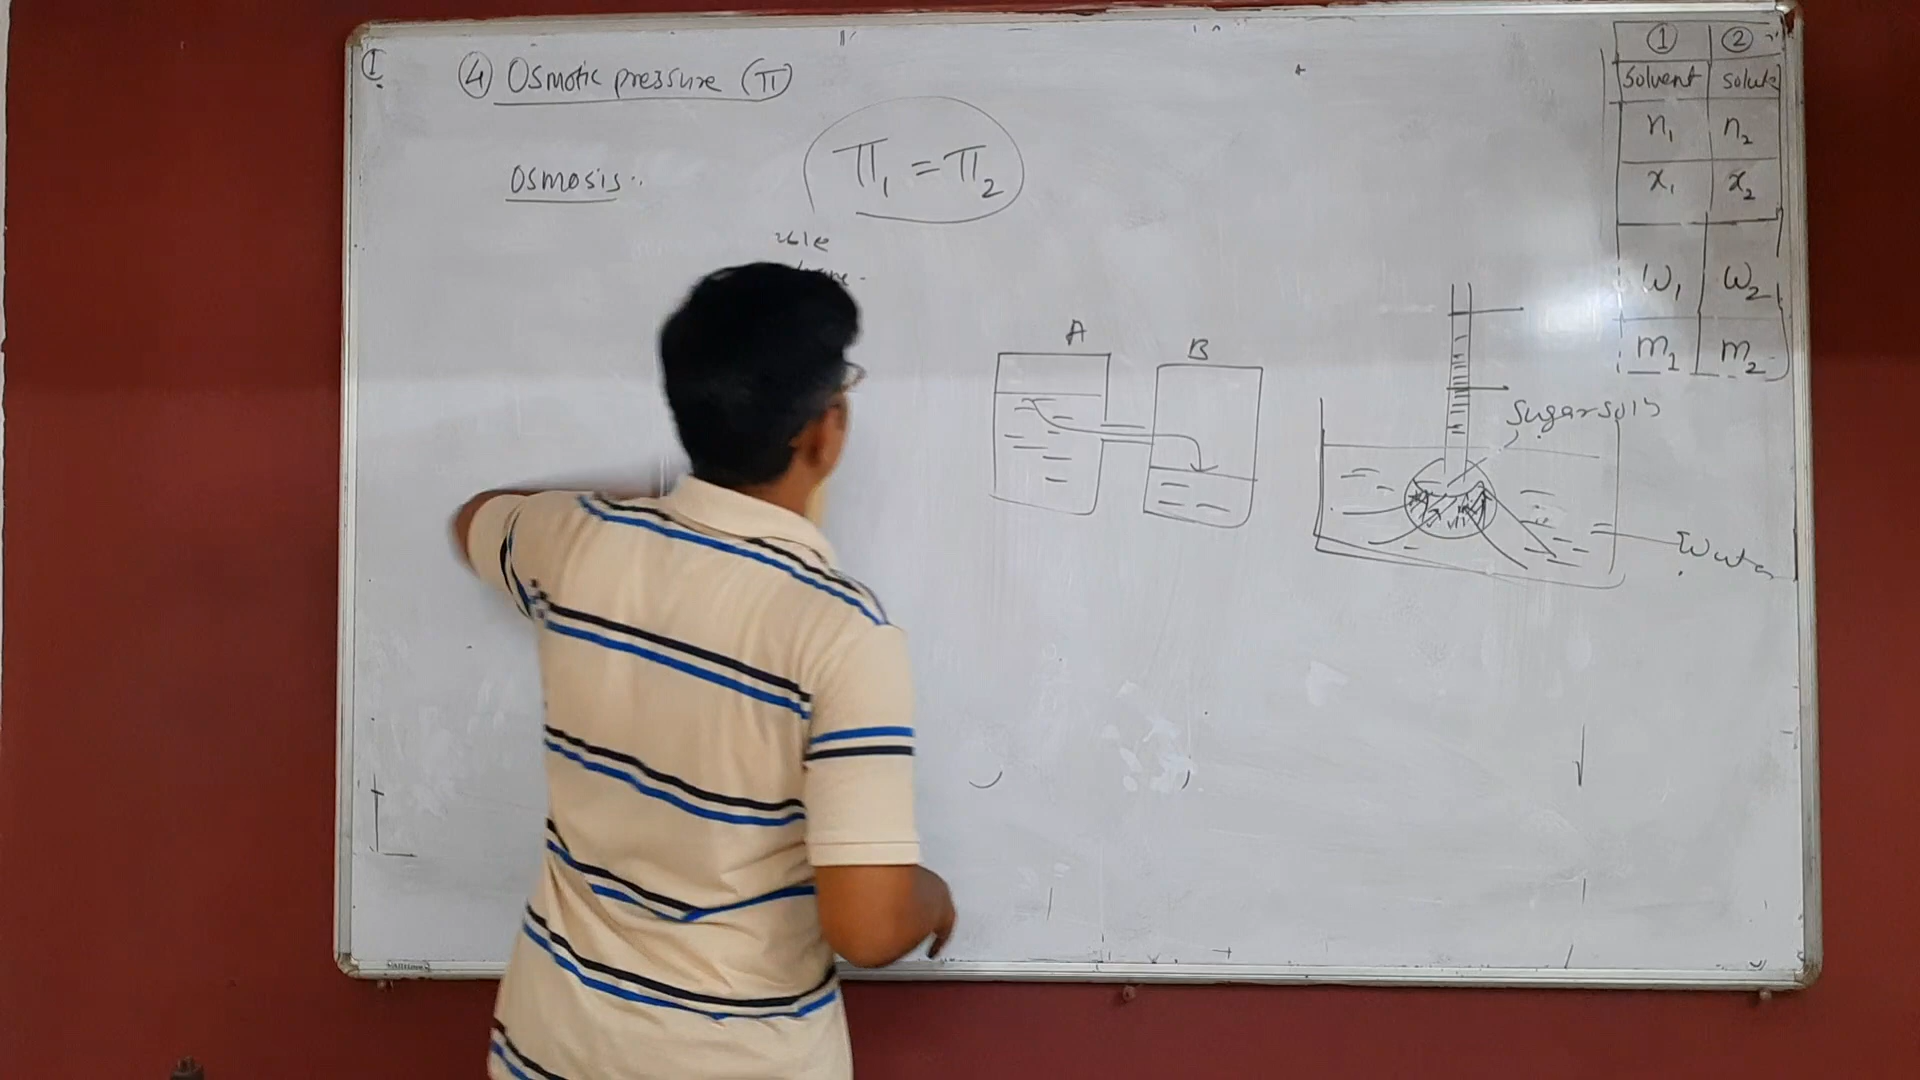 I
④ Osmotic pressure (π)
Osmosis:
π₁ = π₂
A
B
Sugar soln
① ②
Solvent Solute
n₁ n₂
x₁ x₂
w₁ w₂
m₁ m₂